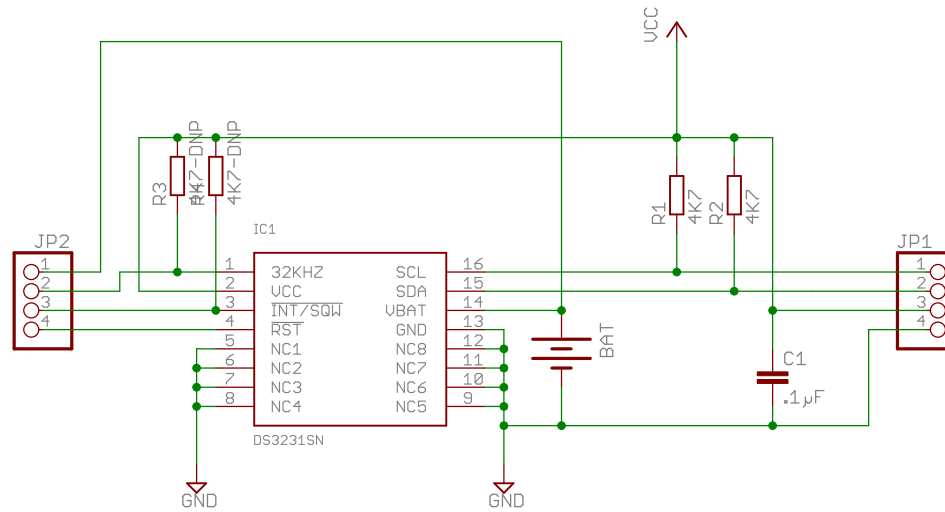 VCC
R3
4K7-DNP
R4
4K7-DNP
R1
4K7
R2
4K7
IC1
JP2
1
2
3
4
JP1
1
2
3
4
1 32KHZ SCL 16
2 VCC SDA 15
3 INT/SQW VBAT 14
4 RST GND 13
5 NC1 NC8 12
6 NC2 NC7 11
7 NC3 NC6 10
8 NC4 NC5 9
DS3231SN
BAT
C1
.1µF
GND
GND